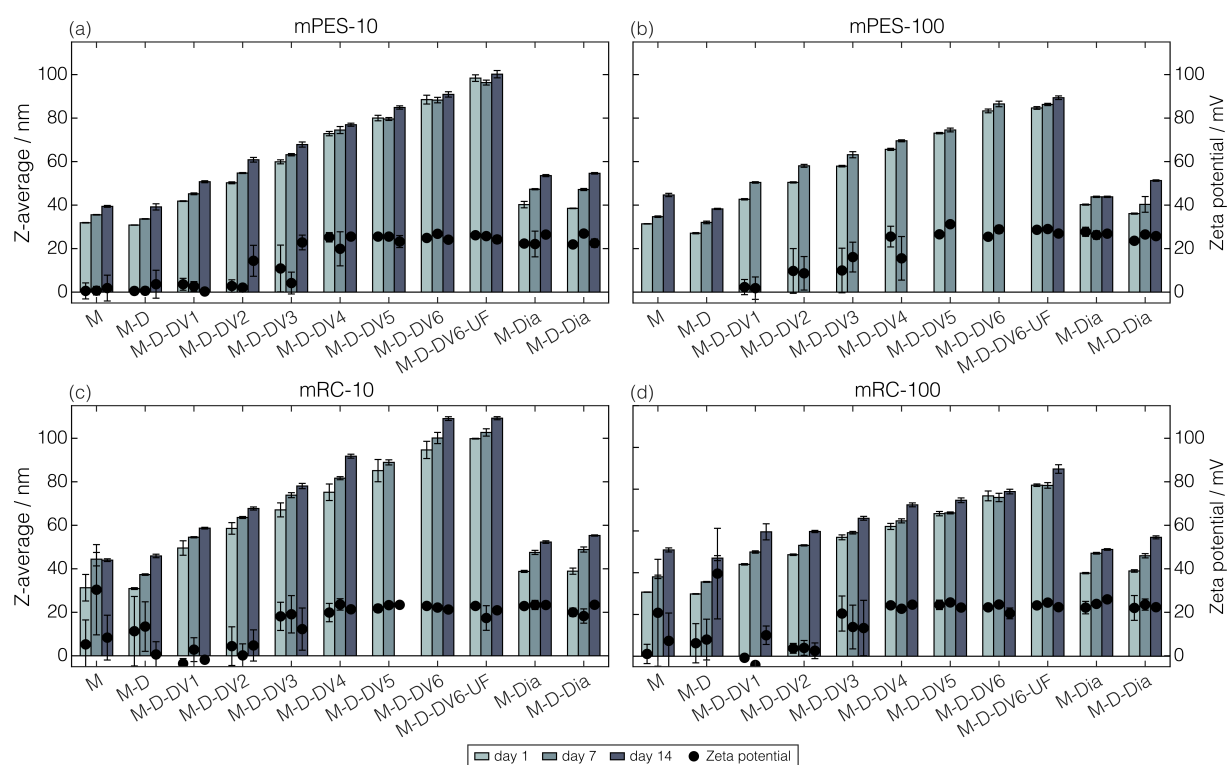 (a) mPES-10
(b) mPES-100
Z-average / nm
100
80
60
40
20
0
100
80
60
40
20
0
Zeta potential / mV
M M-D M-D-DV1 M-D-DV2 M-D-DV3 M-D-DV4 M-D-DV5 M-D-DV6 M-D-DV6-UF M-Dia M-D-Dia
M M-D M-D-DV1 M-D-DV2 M-D-DV3 M-D-DV4 M-D-DV5 M-D-DV6 M-D-DV6-UF M-Dia M-D-Dia
(c) mRC-10
(d) mRC-100
Z-average / nm
100
80
60
40
20
0
100
80
60
40
20
0
Zeta potential / mV
M M-D M-D-DV1 M-D-DV2 M-D-DV3 M-D-DV4 M-D-DV5 M-D-DV6 M-D-DV6-UF M-Dia M-D-Dia
M M-D M-D-DV1 M-D-DV2 M-D-DV3 M-D-DV4 M-D-DV5 M-D-DV6 M-D-DV6-UF M-Dia M-D-Dia
day 1 day 7 day 14 Zeta potential